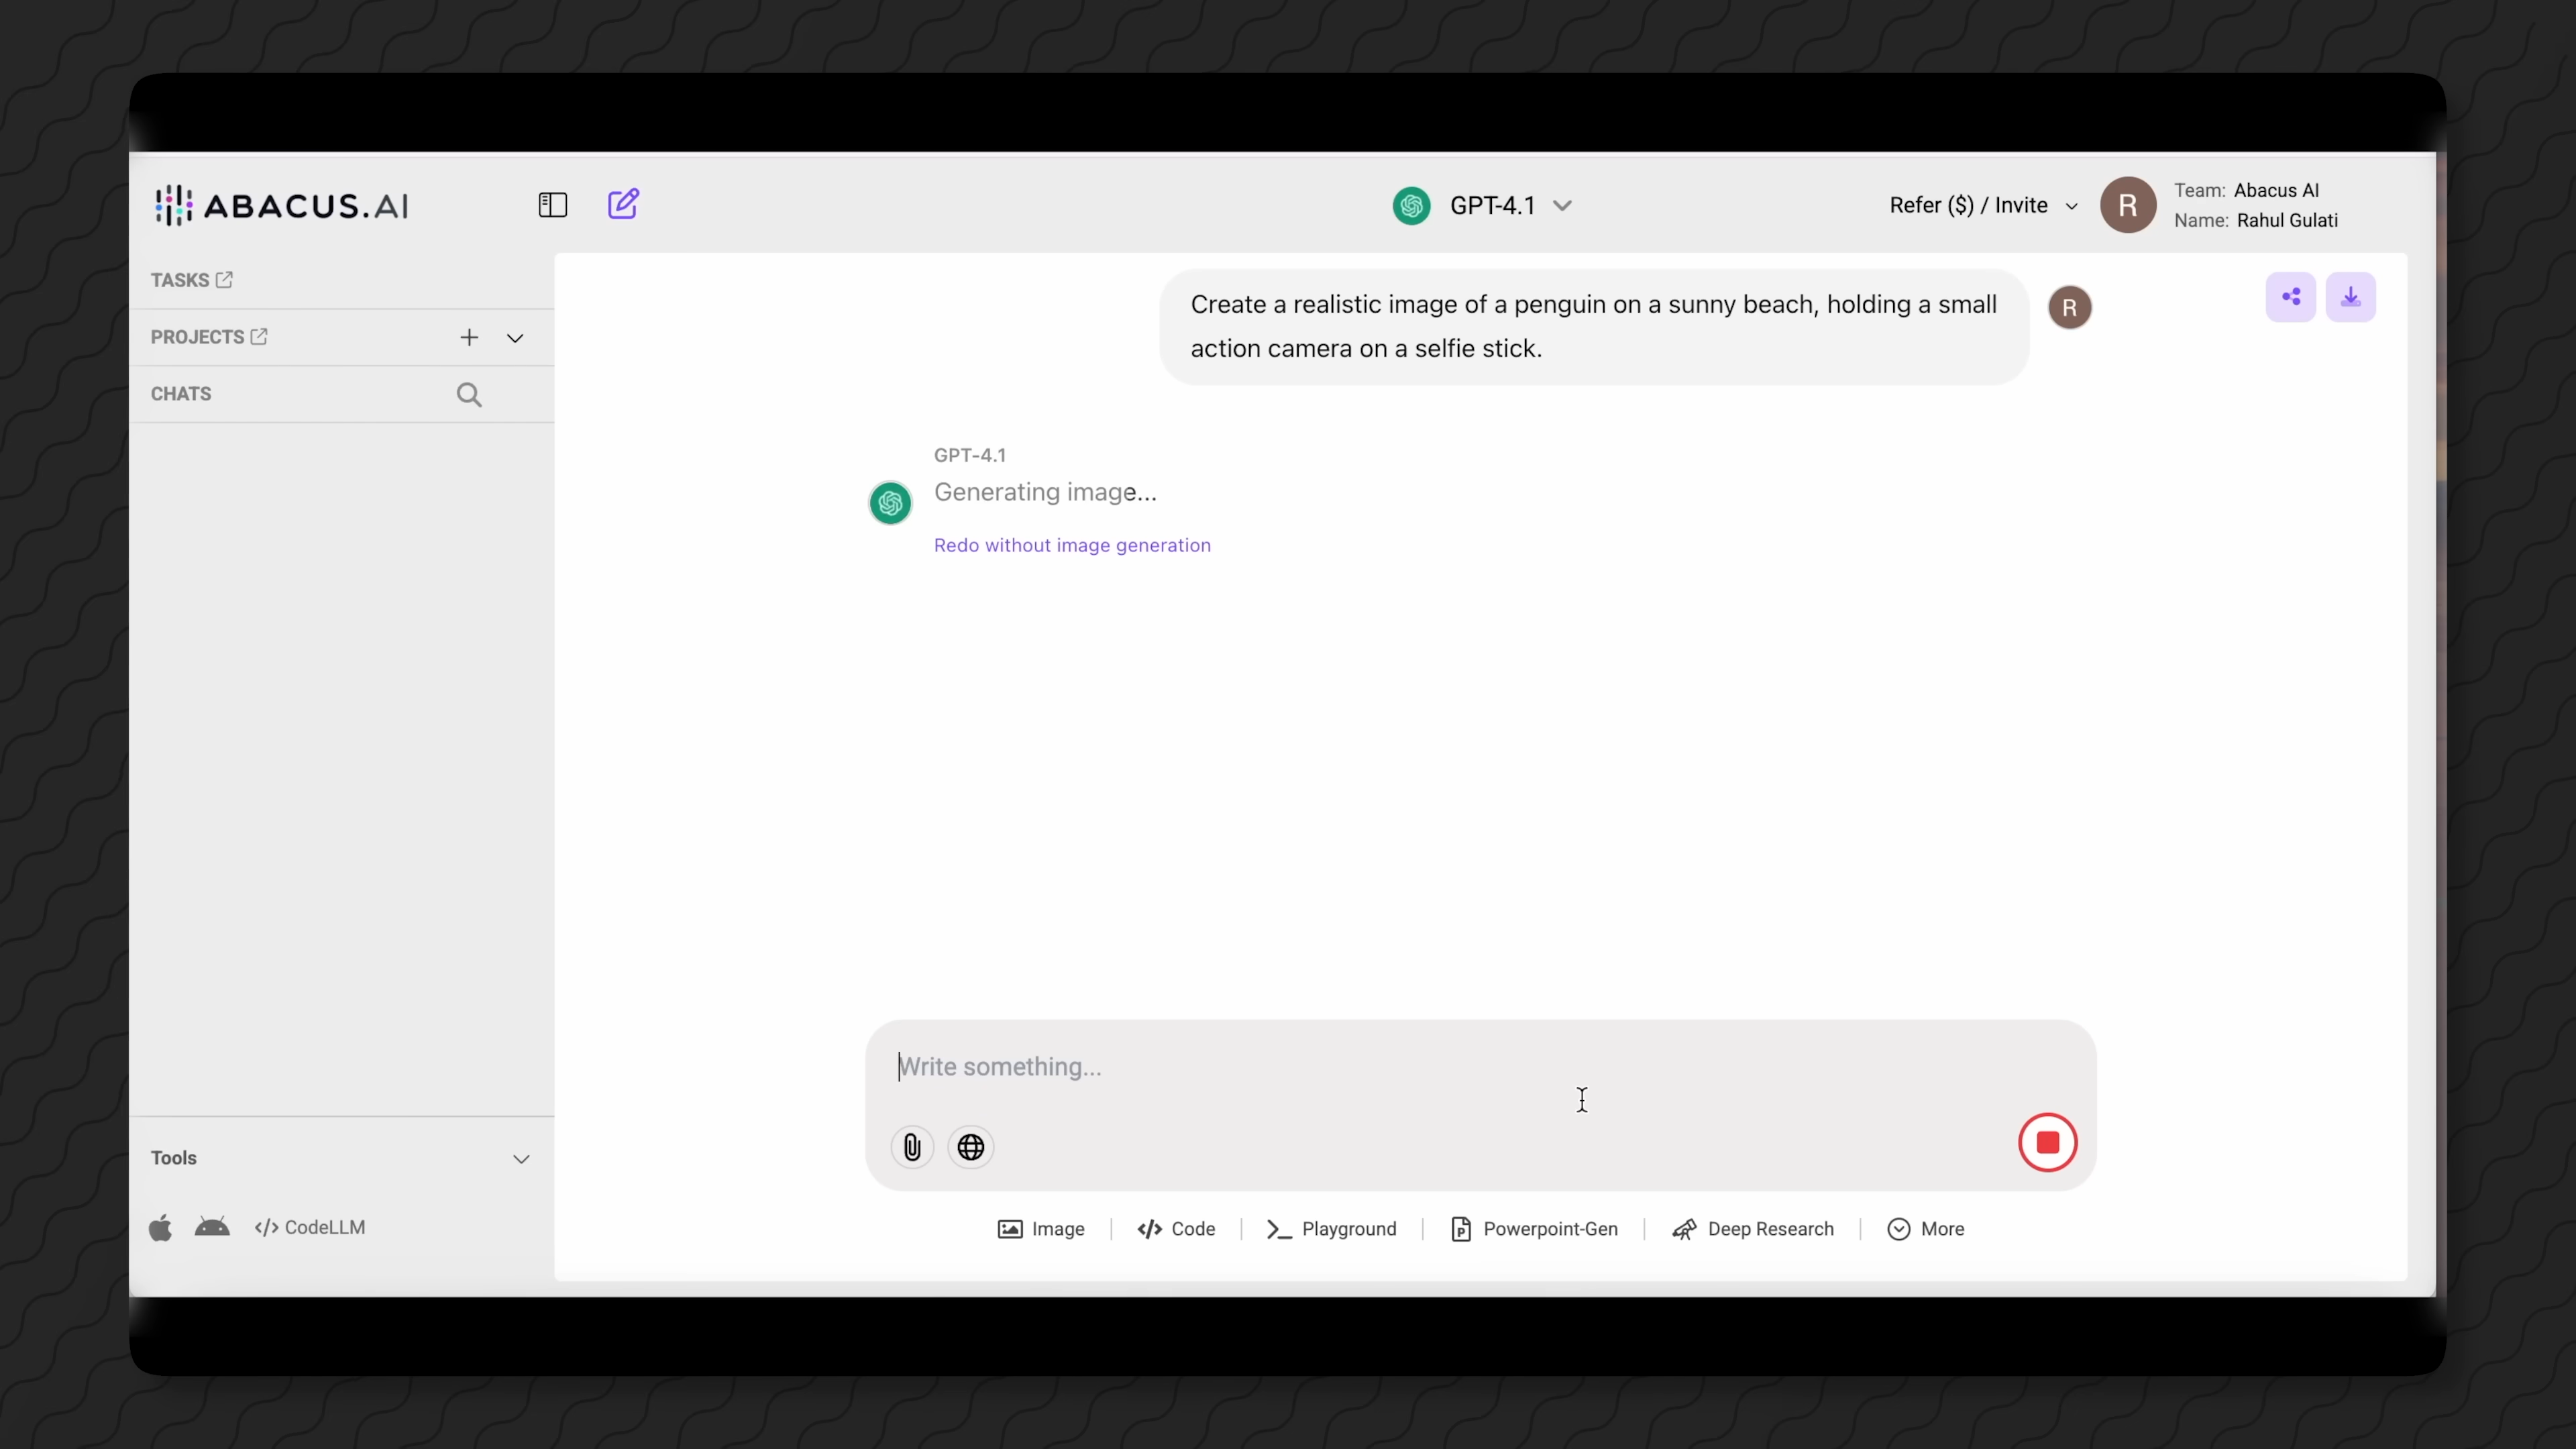 ABACUS.AI
GPT-4.1
Refer ($) / Invite
R
Team: Abacus AI
Name: Rahul Gulati
TASKS
PROJECTS
CHATS
Create a realistic image of a penguin on a sunny beach, holding a small
action camera on a selfie stick.
R
GPT-4.1
Generating image...
Redo without image generation
Write something...
Tools
</> CodeLLM
Image
</> Code
Playground
P
Powerpoint-Gen
Deep Research
More